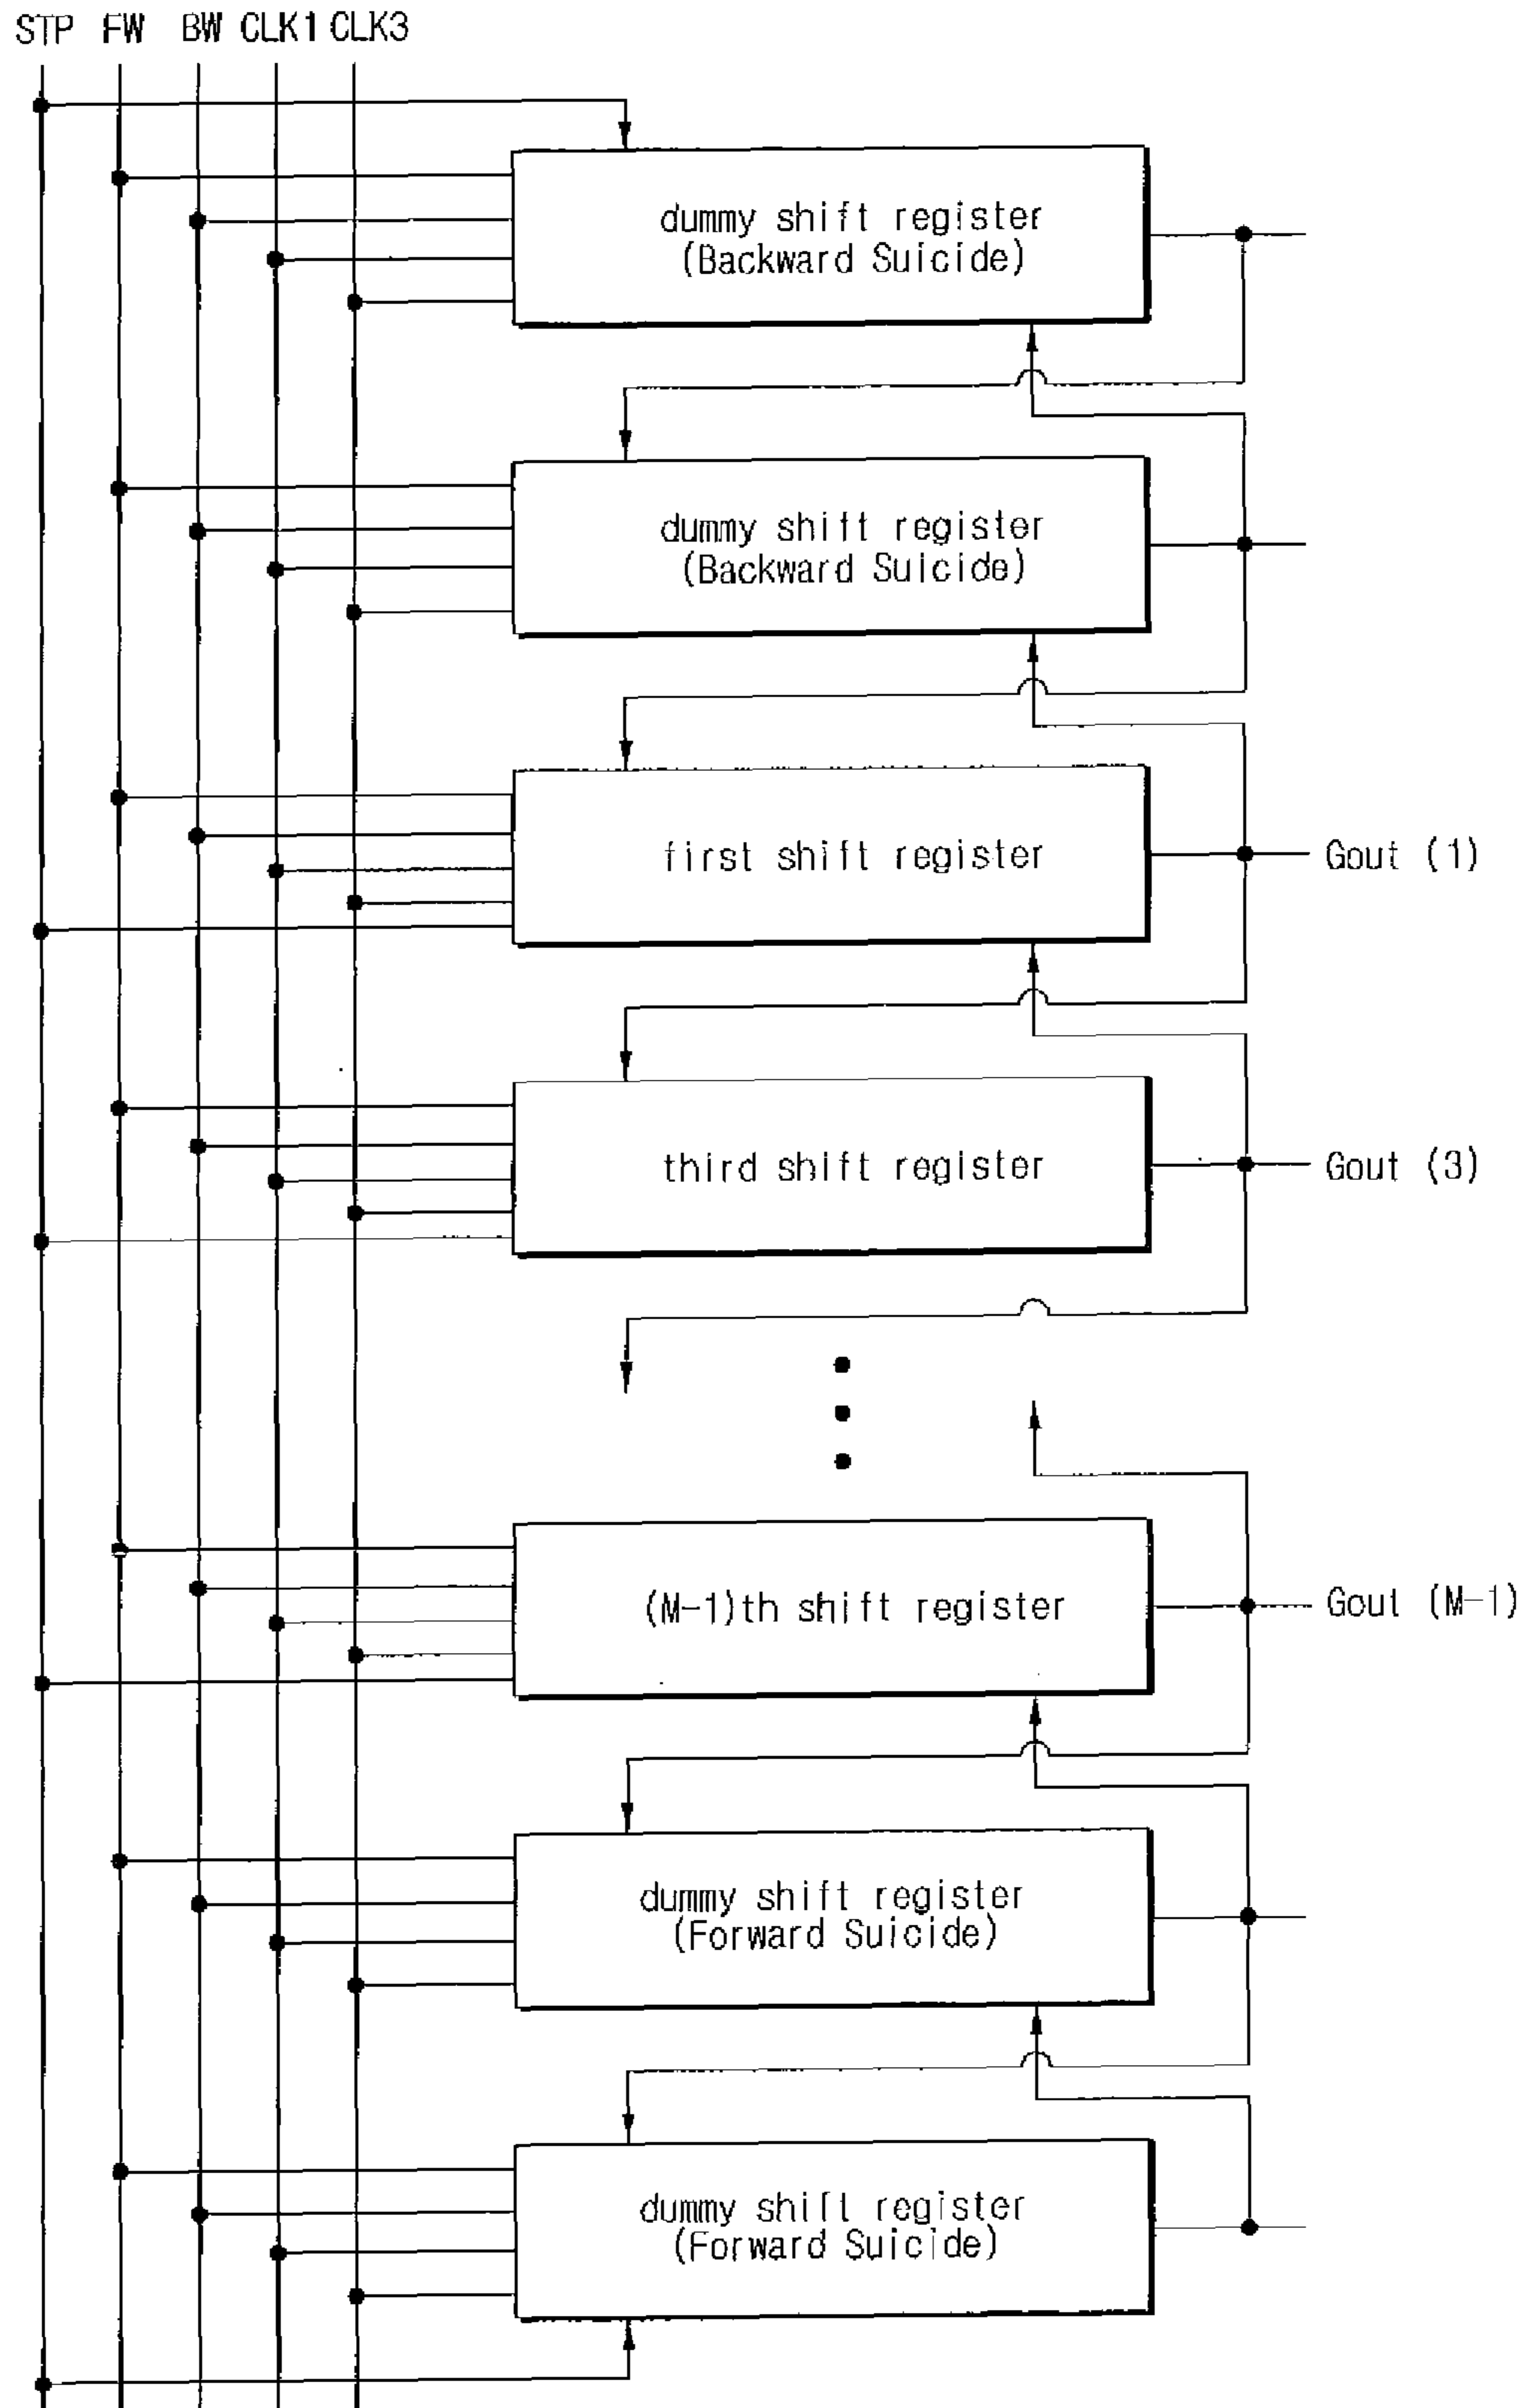 STP FW BW CLK1 CLK3
dummy shift register
(Backward Suicide)
dummy shift register
(Backward Suicide)
first shift register
Gout (1)
third shift register
Gout (3)
(M-1)th shift register
Gout (M-1)
dummy shift register
(Forward Suicide)
dummy shift register
(Forward Suicide)